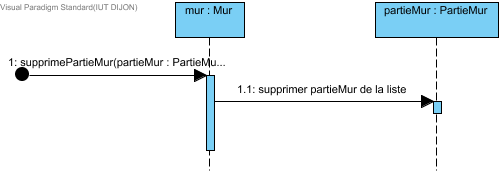 Visual Paradigm Standard(IUT DIJON)
mur : Mur
partieMur : PartieMur
1: supprimePartieMur(partieMur : PartieMu...
1.1: supprimer partieMur de la liste